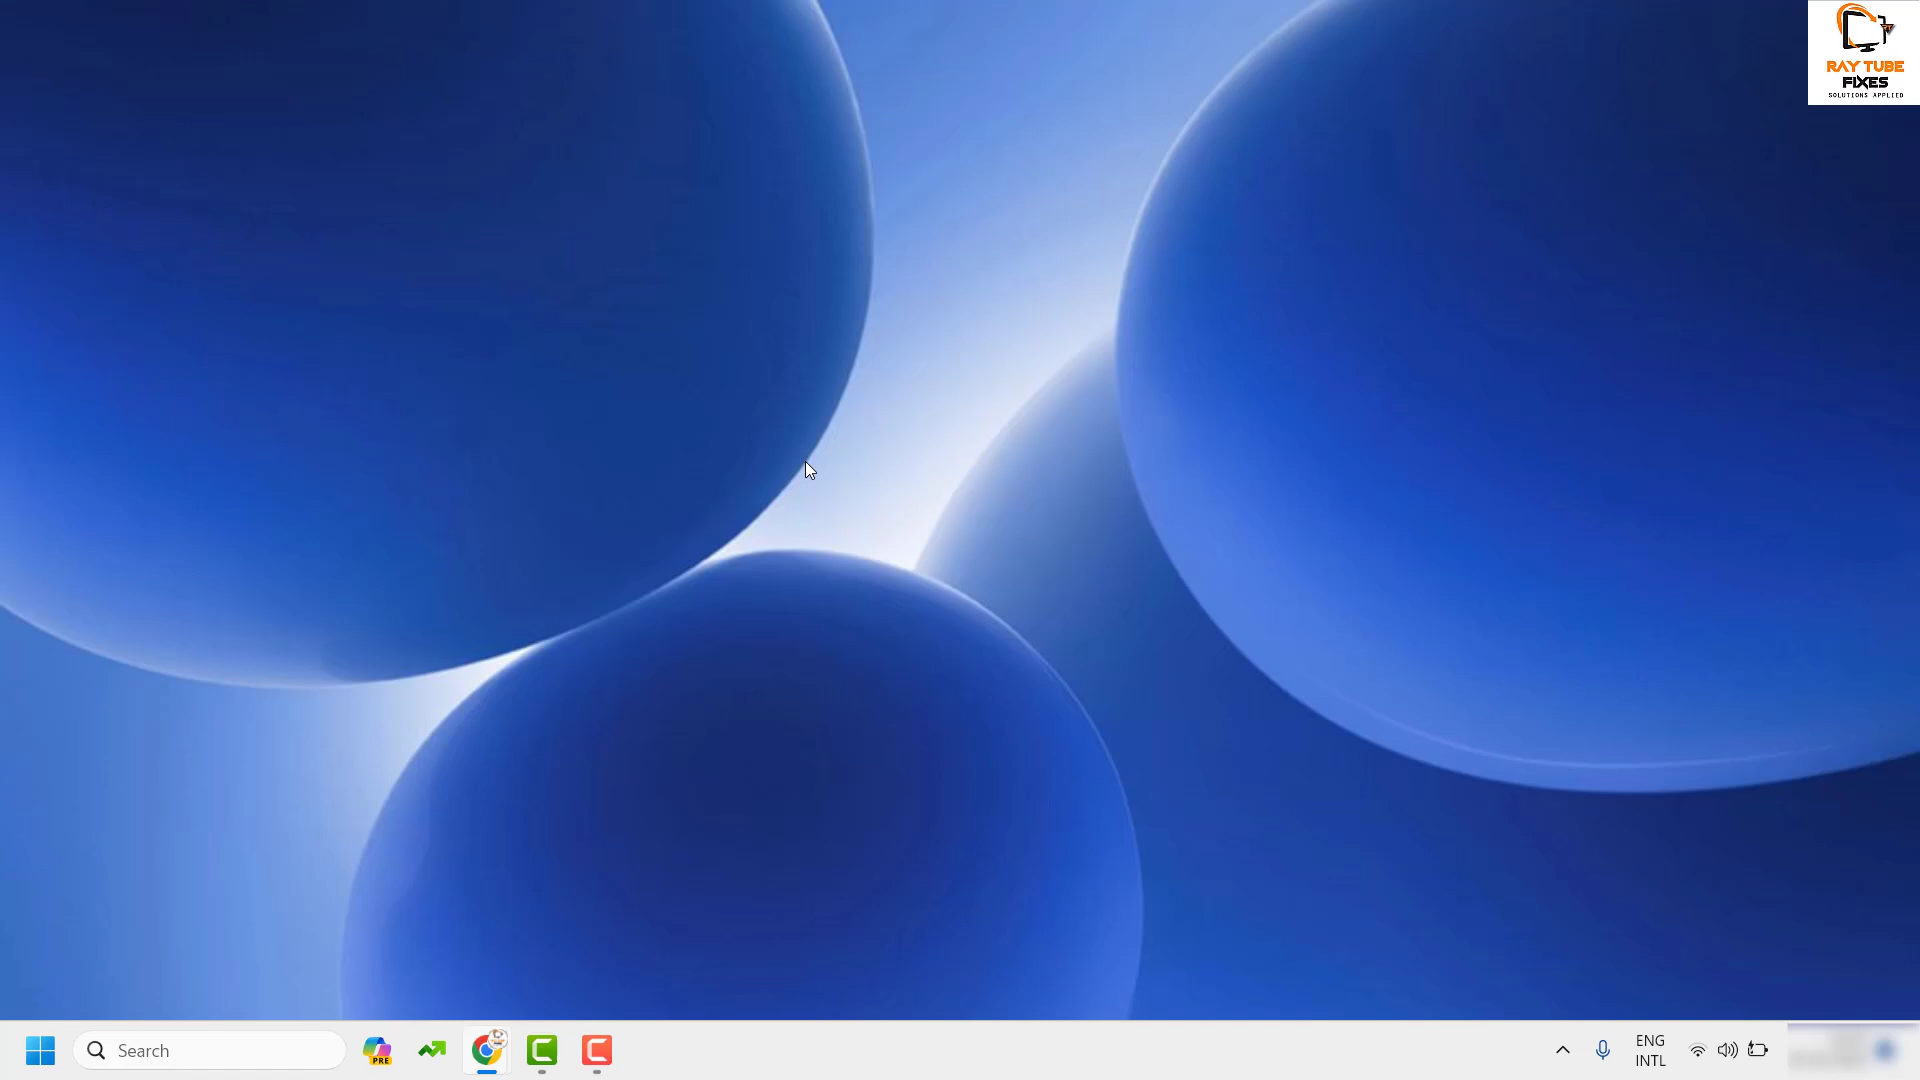 RAY TUBE
FIXES
SOLUTIONS APPLIED
Search
PRE
ENG
INTL